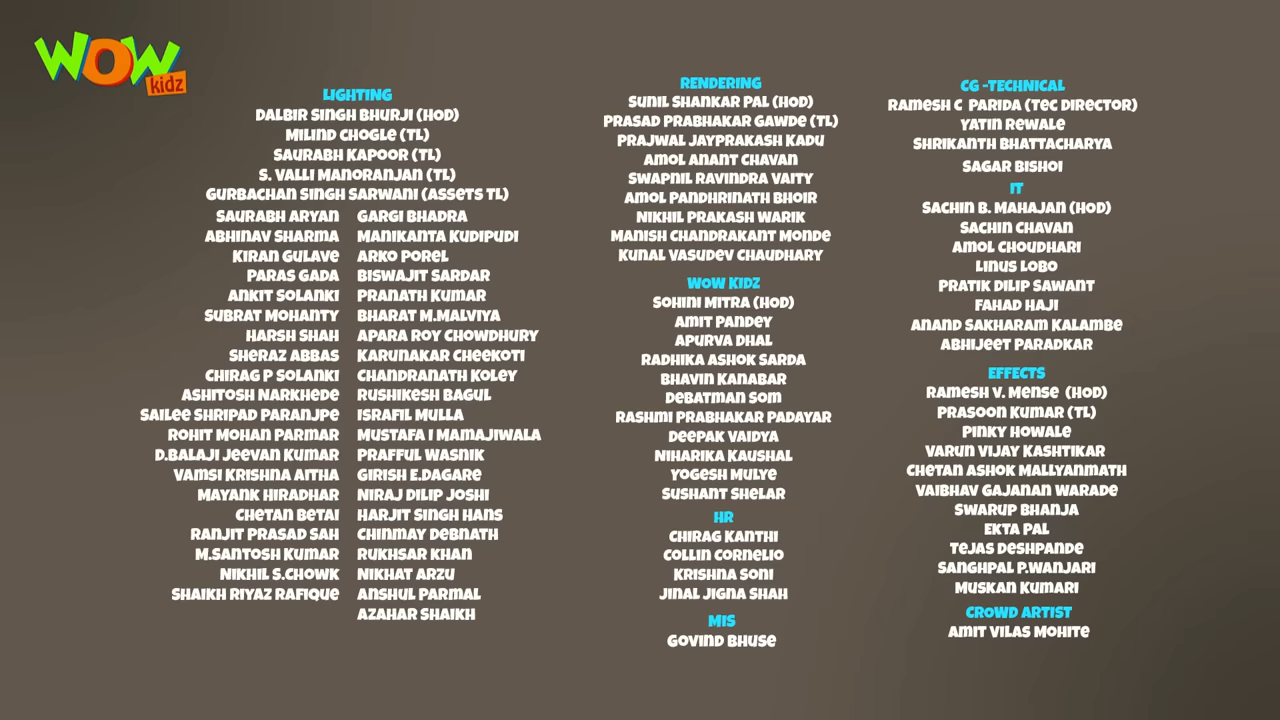 WOW
kidz
LIGHTING
DALBIR SINGH BHURJI (HOD)
MILIND CHOGLE (TL)
SAURABH KAPOOR (TL)
S. VALLI MANORANJAN (TL)
GURBACHAN SINGH SARWANI (ASSETS TL)
SAURABH ARYAN GARGI BHADRA
ABHINAV SHARMA MANIKANTA KUDIPUDI
KIRAN GULAVE ARKO POREL
PARAS GADA BISWAJIT SARDAR
ANKIT SOLANKI PRANATH KUMAR
SUBRAT MOHANTY BHARAT M.MALVIYA
HARSH SHAH APARA ROY CHOWDHURY
SHERAZ ABBAS KARUNAKAR CHEEKOTI
CHIRAG P SOLANKI CHANDRANATH KOLEY
ASHITOSH NARKHEDE RUSHIKESH BAGUL
SAILEE SHRIPAD PARANJPE ISRAFIL MULLA
ROHIT MOHAN PARMAR MUSTAFA I MAMAJIWALA
D.BALAJI JEEVAN KUMAR PRAFFUL WASNIK
VAMSI KRISHNA AITHA GIRISH E.DAGARE
MAYANK HIRADHAR NIRAJ DILIP JOSHI
CHETAN BETAI HARJIT SINGH HANS
RANJIT PRASAD SAH CHINMAY DEBNATH
M.SANTOSH KUMAR RUKHSAR KHAN
NIKHIL S.CHOWK NIKHAT ARZU
SHAIKH RIYAZ RAFIQUE ANSHUL PARMAL
AZAHAR SHAIKH
RENDERING
SUNIL SHANKAR PAL (HOD)
PRASAD PRABHAKAR GAWDE (TL)
PRAJWAL JAYPRAKASH KADU
AMOL ANANT CHAVAN
SWAPNIL RAVINDRA VAITY
AMOL PANDHRINATH BHOIR
NIKHIL PRAKASH WARIK
MANISH CHANDRAKANT MONDE
KUNAL VASUDEV CHAUDHARY
WOW KIDZ
SOHINI MITRA (HOD)
AMIT PANDEY
APURVA DHAL
RADHIKA ASHOK SARDA
BHAVIN KANABAR
DEBATMAN SOM
RASHMI PRABHAKAR PADAYAR
DEEPAK VAIDYA
NIHARIKA KAUSHAL
YOGESH MULYE
SUSHANT SHELAR
HR
CHIRAG KANTHI
COLLIN CORNELIO
KRISHNA SONI
JINAL JIGNA SHAH
MIS
GOVIND BHUSE
CG -TECHNICAL
RAMESH C PARIDA (TEC DIRECTOR)
YATIN REWALE
SHRIKANTH BHATTACHARYA
SAGAR BISHOI
IT
SACHIN B. MAHAJAN (HOD)
SACHIN CHAVAN
AMOL CHOUDHARI
LINUS LOBO
PRATIK DILIP SAWANT
FAHAD HAJI
ANAND SAKHARAM KALAMBE
ABHIJEET PARADKAR
EFFECTS
RAMESH V. MENSE (HOD)
PRASOON KUMAR (TL)
PINKY HOWALE
VARUN VIJAY KASHTIKAR
CHETAN ASHOK MALLYANMATH
VAIBHAV GAJANAN WARADE
SWARUP BHANJA
EKTA PAL
TEJAS DESHPANDE
SANGHPAL P.WANJARI
MUSKAN KUMARI
CROWD ARTIST
AMIT VILAS MOHITE